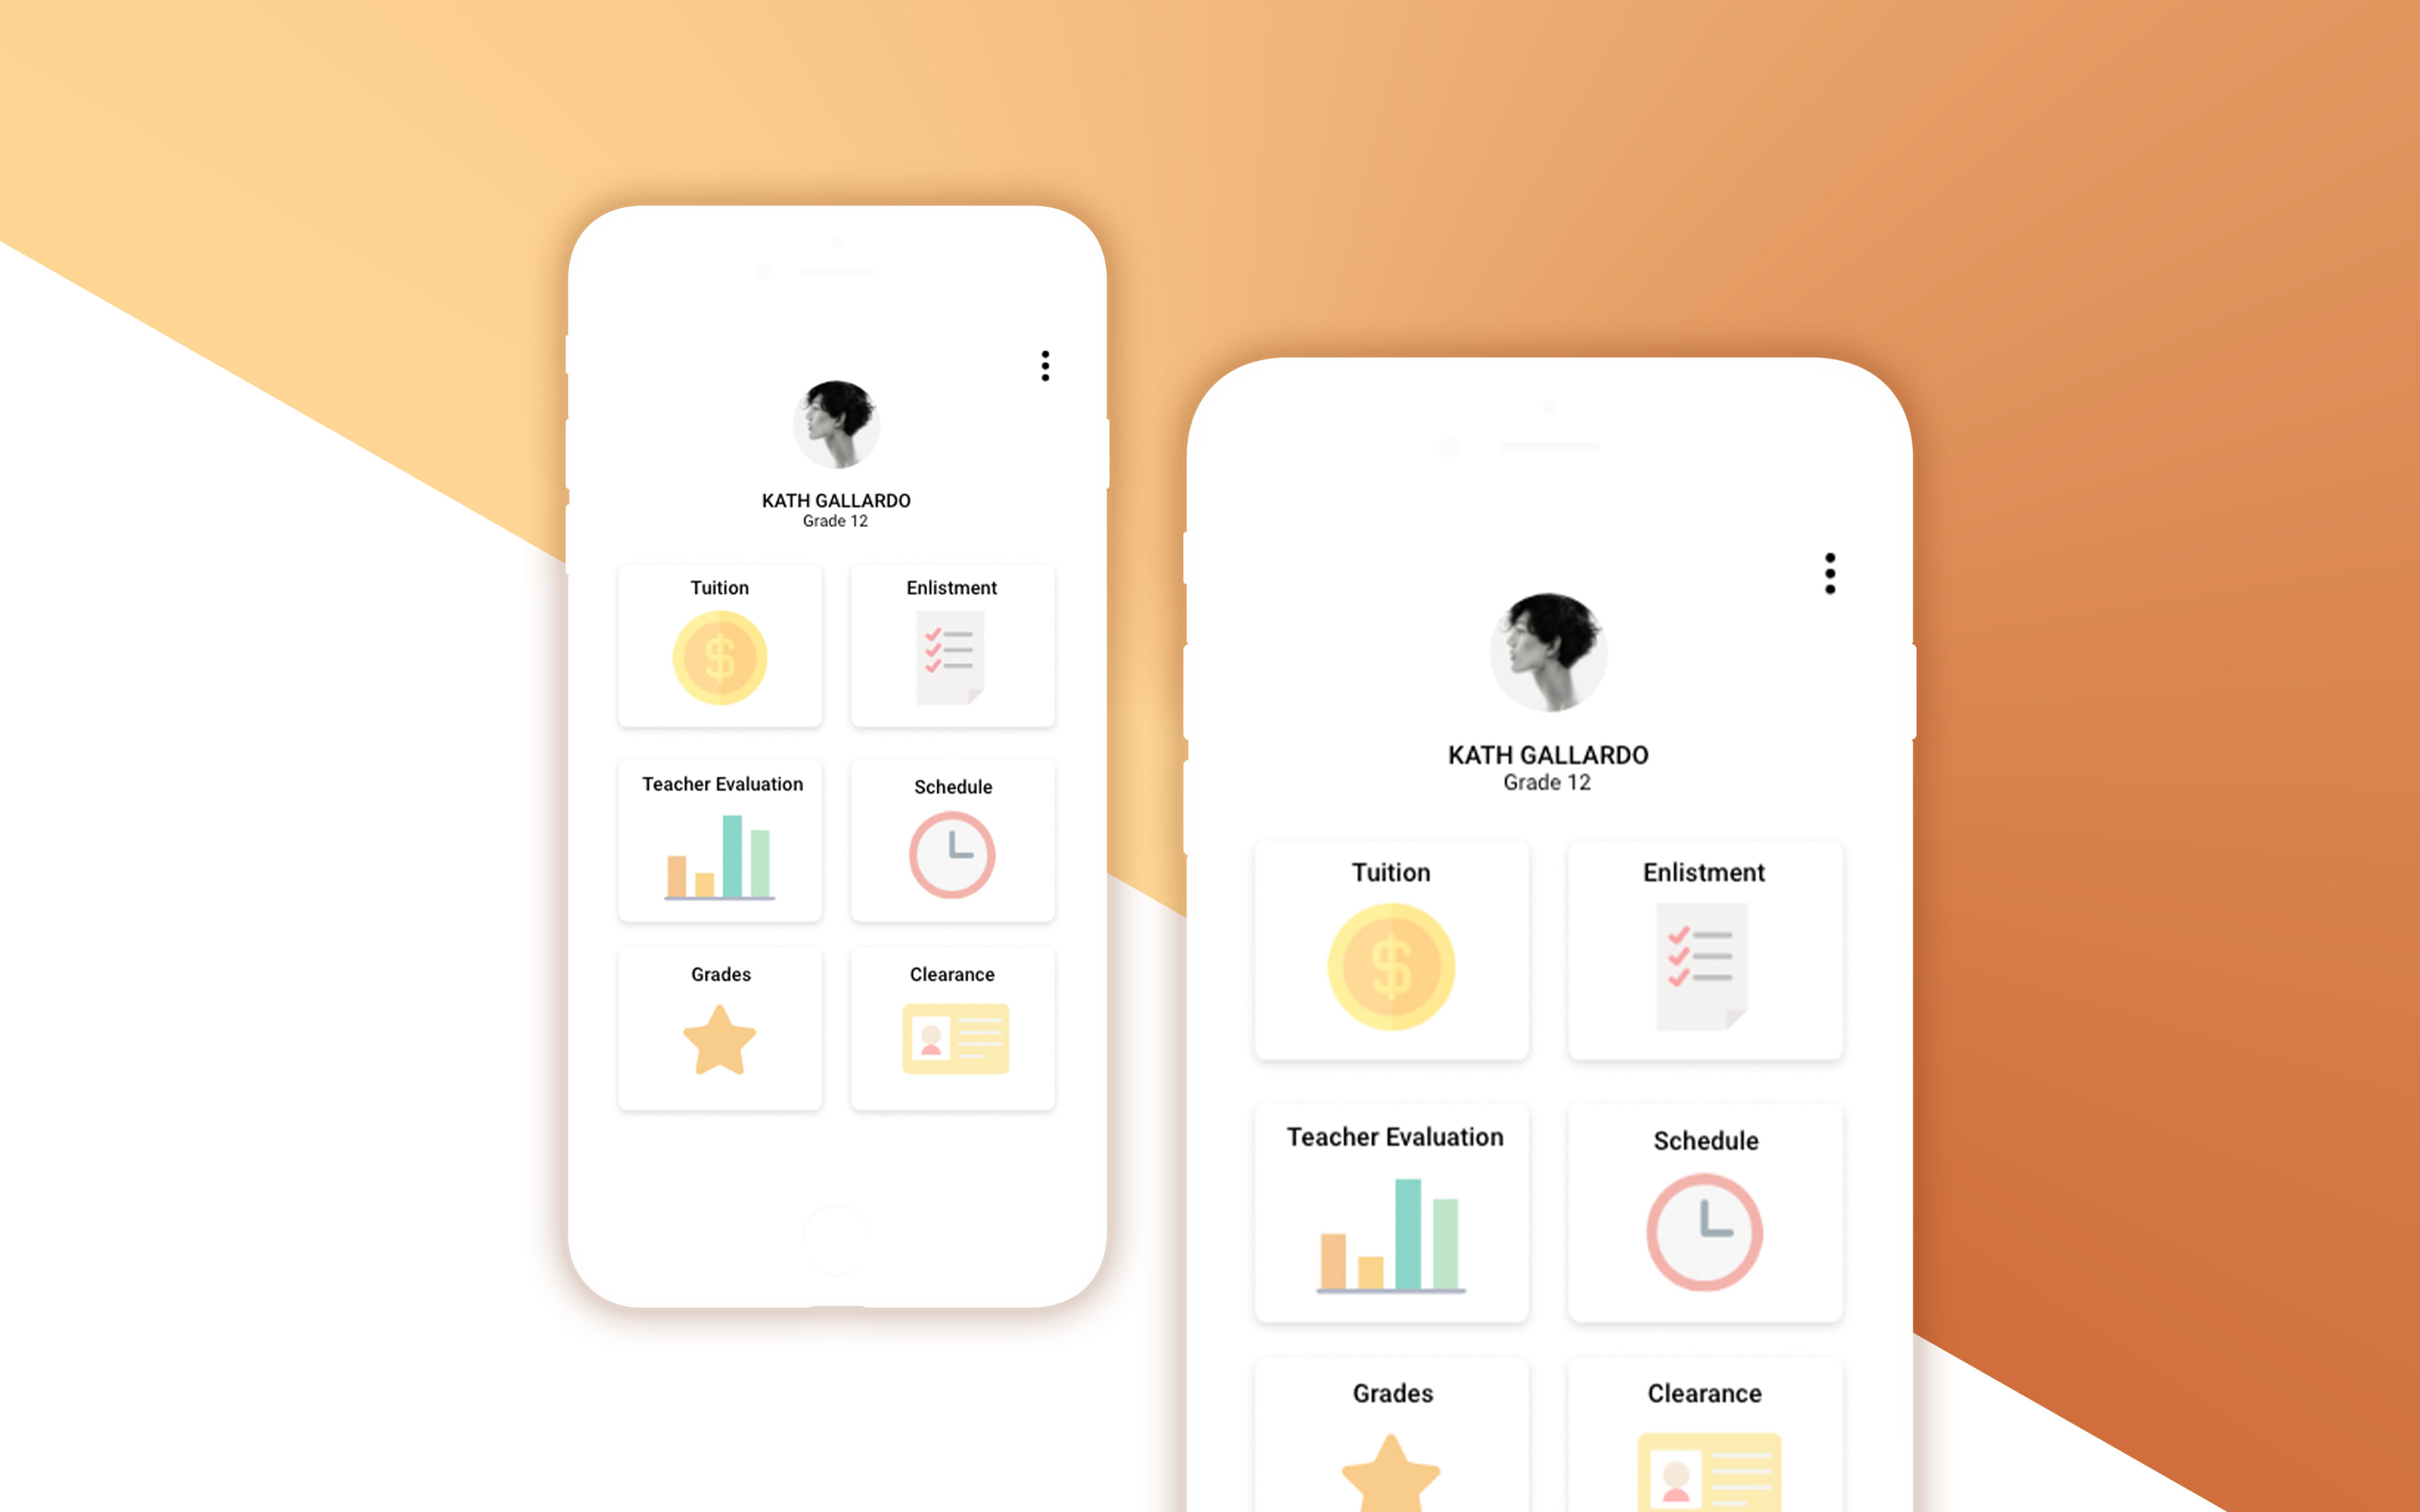 KATH GALLARDO
Grade 12
Tuition
Enlistment
$
Teacher Evaluation
Schedule
Grades
Clearance
KATH GALLARDO
Grade 12
Tuition
Enlistment
$
Teacher Evaluation
Schedule
Grades
Clearance